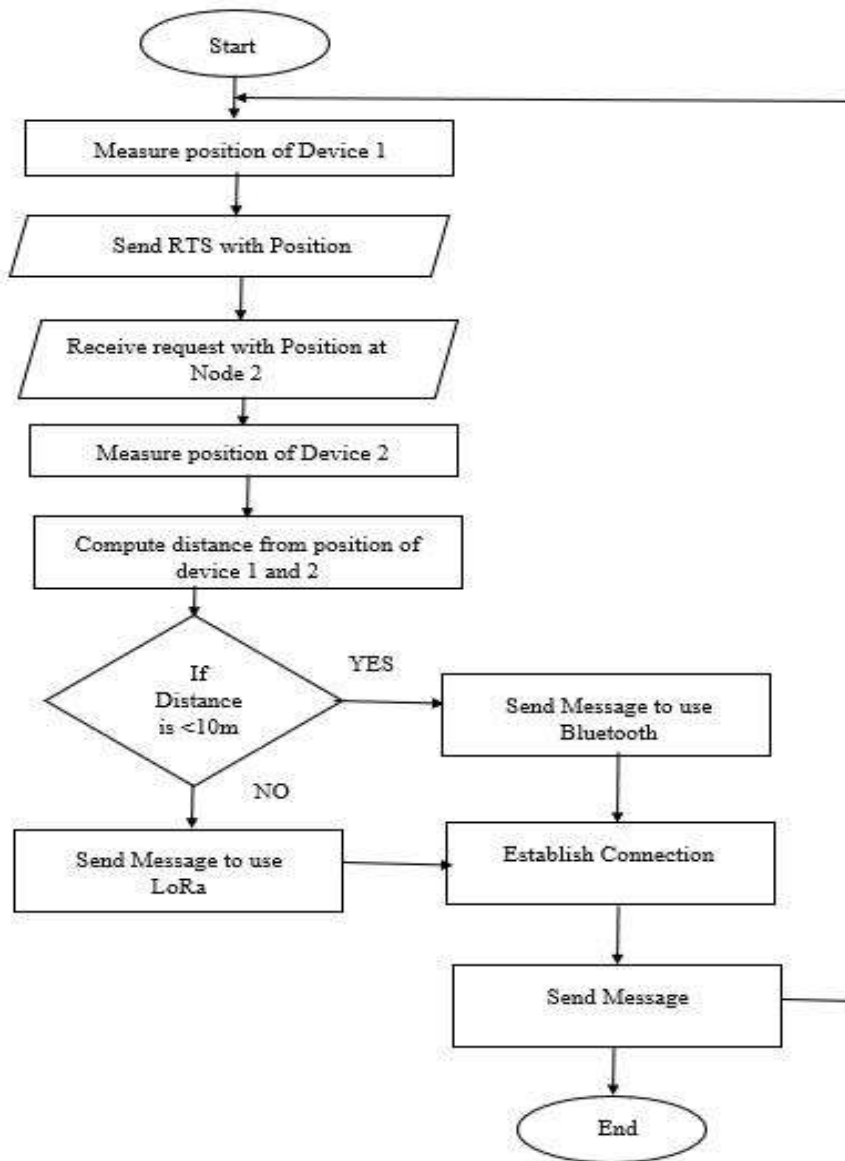 Start
Measure position of Device 1
Send RTS with Position
Receive request with Position at
Node 2
Measure position of Device 2
Compute distance from position of
device 1 and 2
If
Distance
is <10m
YES
Send Message to use
Bluetooth
NO
Send Message to use
LoRa
Establish Connection
Send Message
End